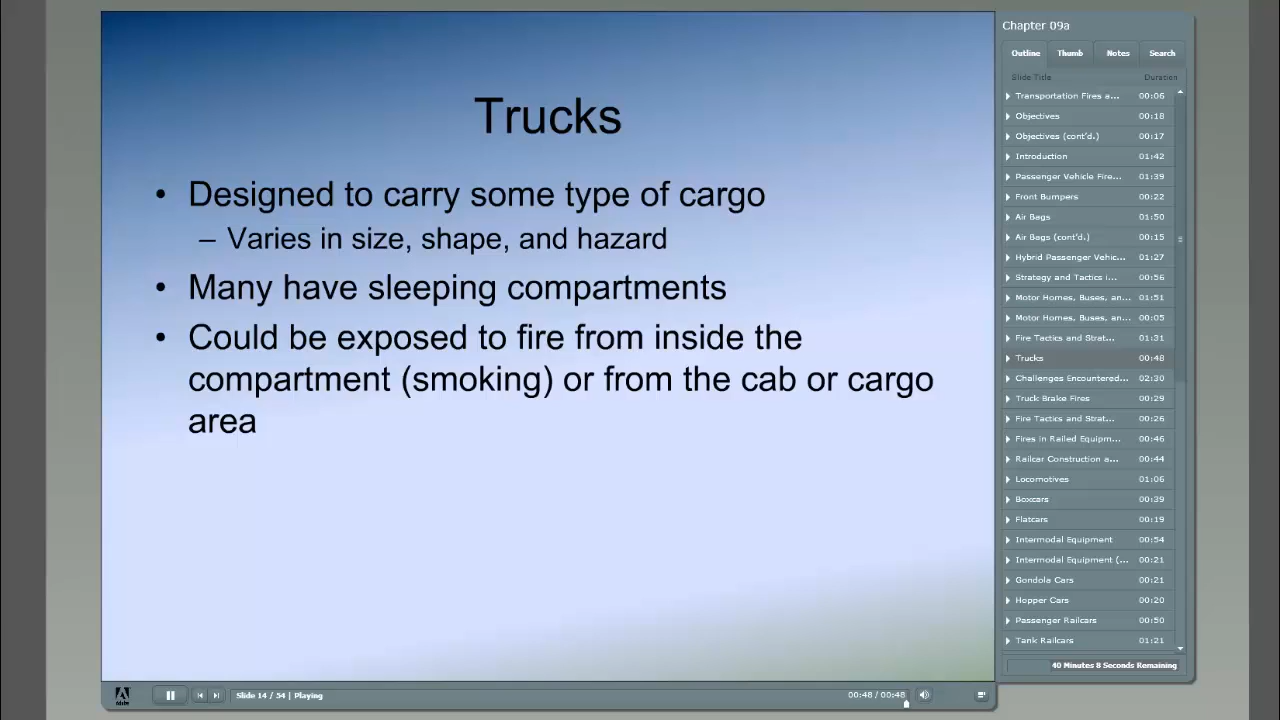 Trucks
• Designed to carry some type of cargo
– Varies in size, shape, and hazard
• Many have sleeping compartments
• Could be exposed to fire from inside the
compartment (smoking) or from the cab or cargo
area
Chapter 09a
Outline Thumb Notes Search
Slide Title Duration
Transportation Fires a... 00:06
Objectives 00:18
Objectives (cont'd.) 00:17
Introduction 01:42
Passenger Vehicle Fire... 01:39
Front Bumpers 00:22
Air Bags 01:50
Air Bags (cont'd.) 00:15
Hybrid Passenger Vehic... 01:27
Strategy and Tactics i... 00:56
Motor Homes, Buses, an... 01:51
Motor Homes, Buses, an... 00:05
Fire Tactics and Strat... 01:31
Trucks 00:48
Challenges Encountered... 02:30
Truck Brake Fires 00:29
Fire Tactics and Strat... 00:26
Fires in Railed Equipm... 00:46
Railcar Construction a... 00:44
Locomotives 01:06
Boxcars 00:39
Flatcars 00:19
Intermodal Equipment 00:54
Intermodal Equipment (... 00:21
Gondola Cars 00:21
Hopper Cars 00:20
Passenger Railcars 00:50
Tank Railcars 01:21
40 Minutes 8 Seconds Remaining
Adobe
Slide 14 / 54 | Playing
00:48 / 00:48